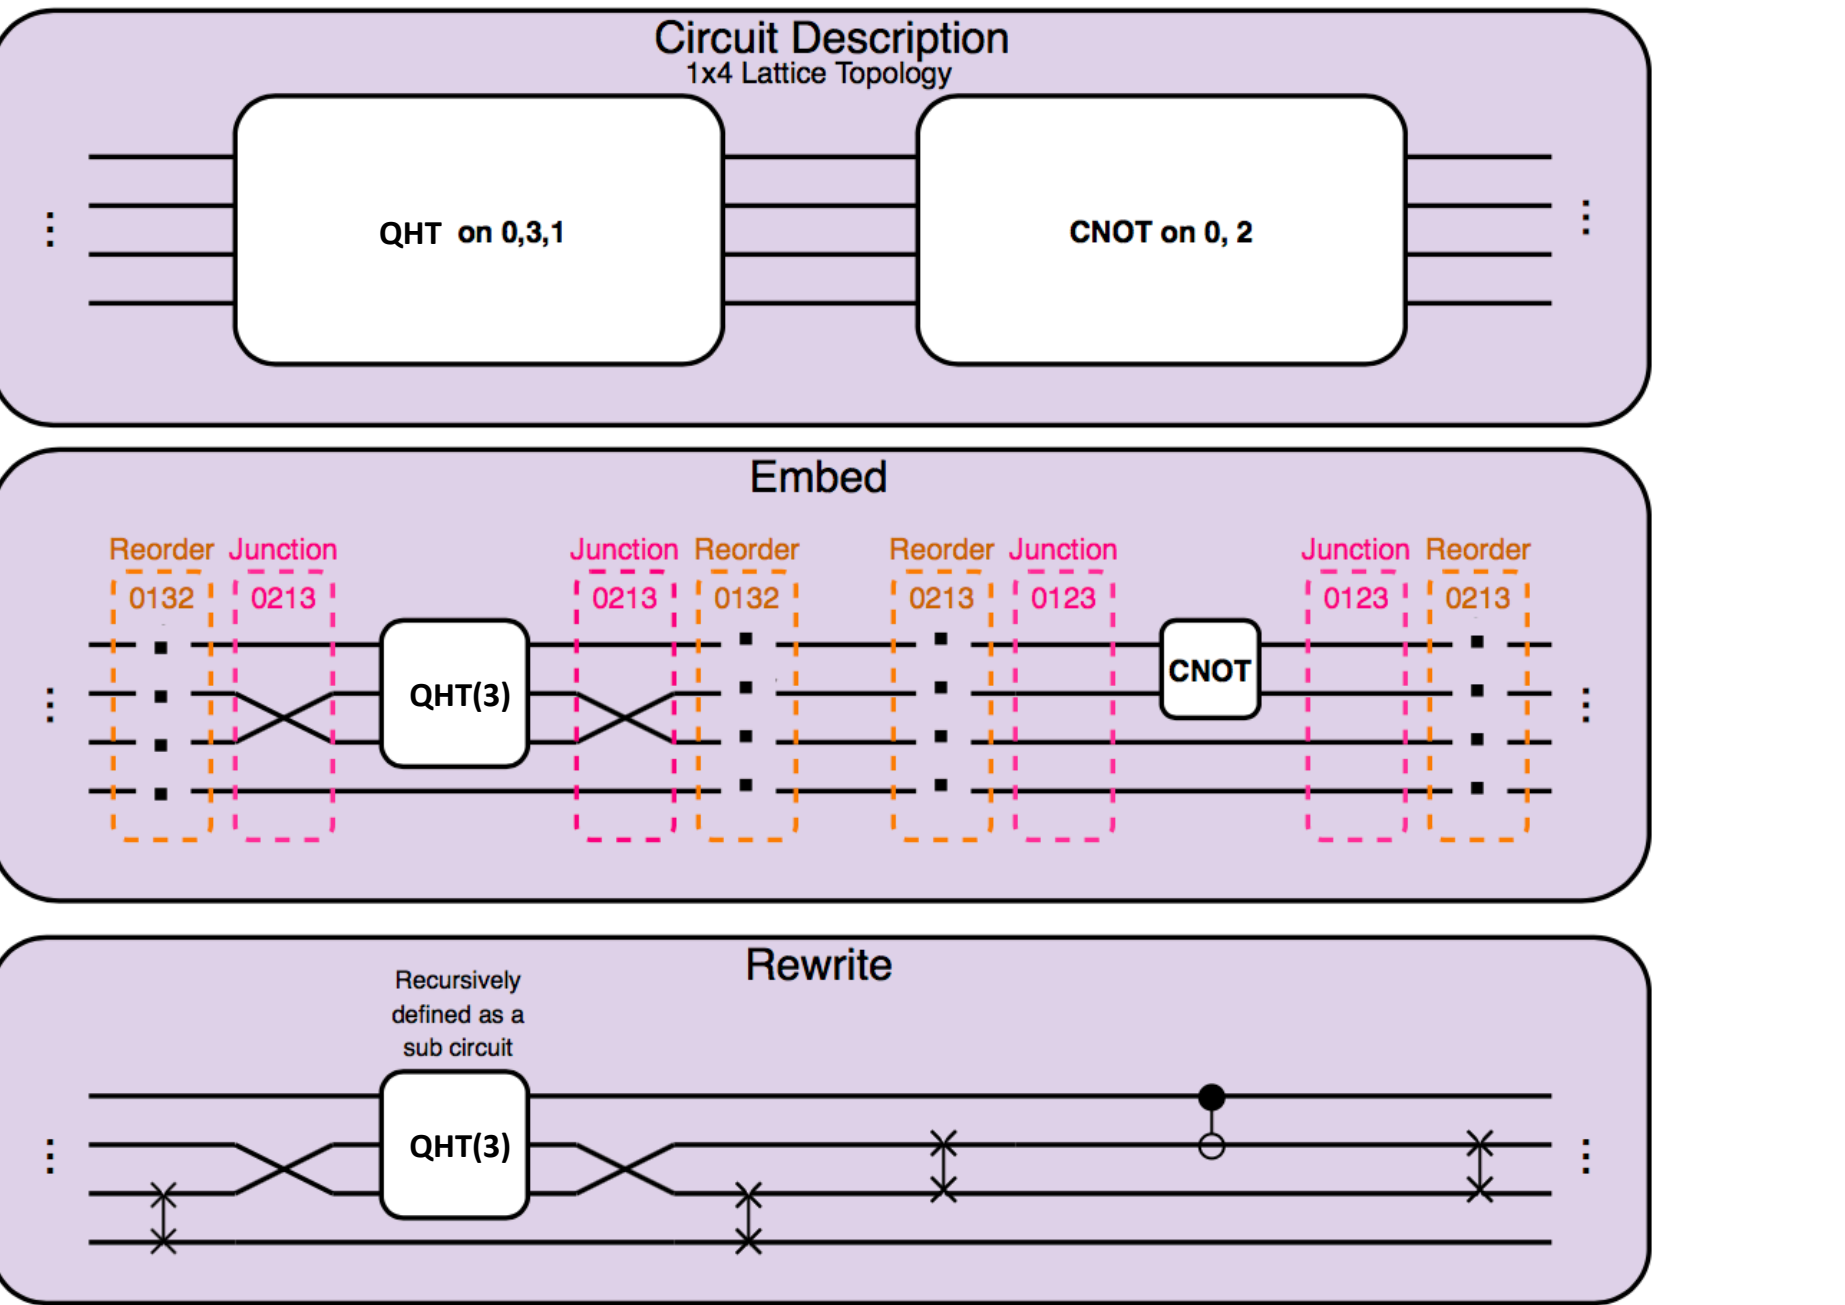 Circuit Description
1x4 Lattice Topology
QHT on 0,3,1
CNOT on 0, 2
Embed
Reorder Junction Junction Reorder Reorder Junction Junction Reorder
0132 0213 0213 0132 0213 0123 0123 0213
QHT(3)
CNOT
Rewrite
Recursively
defined as a
sub circuit
QHT(3)